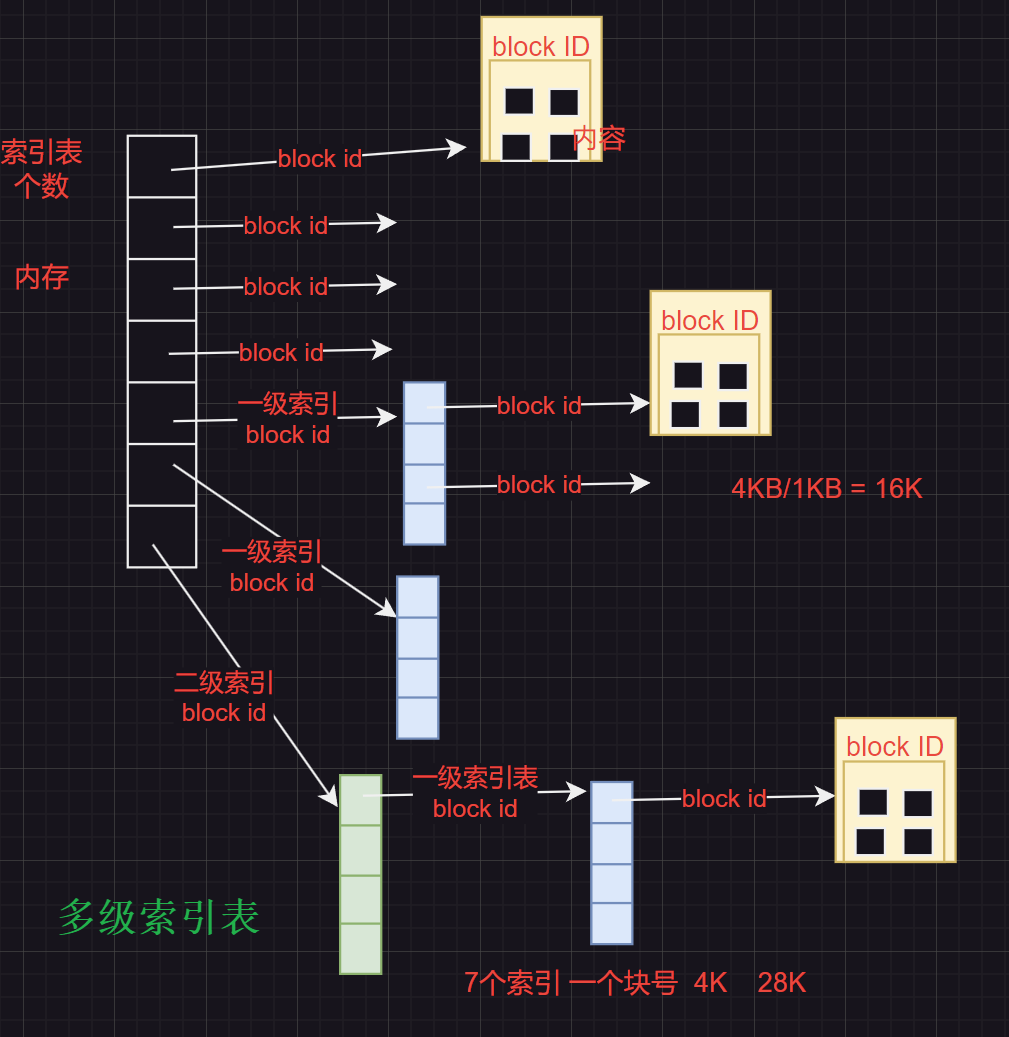 block ID
内容
索引表
个数
block id
block id
内存
block id
block id
block ID
一级索引
block id
block id
block id
4KB/1KB = 16K
一级索引
block id
二级索引
block id
block ID
一级索引表
block id
block id
多级索引表
7个索引 一个块号 4K 28K